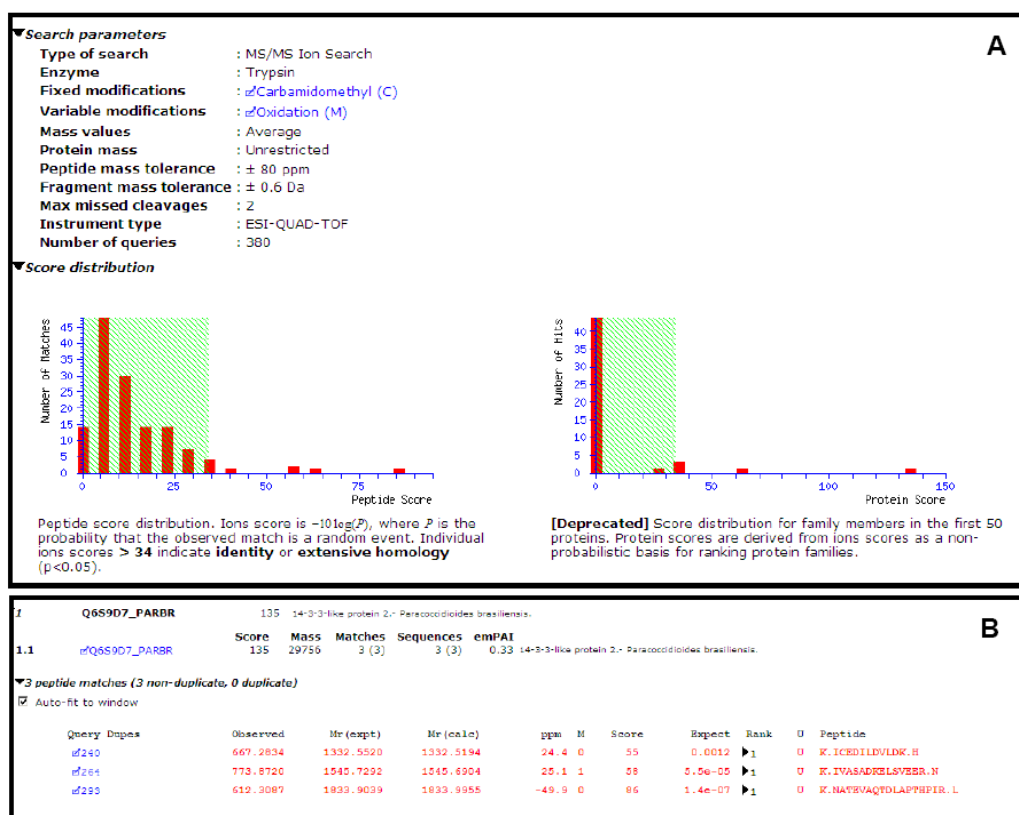 Search parameters
A
Type of search : MS/MS Ion Search
Enzyme : Trypsin
Fixed modifications : Carbamidomethyl (C)
Variable modifications : Oxidation (M)
Mass values : Average
Protein mass : Unrestricted
Peptide mass tolerance : ± 80 ppm
Fragment mass tolerance : ± 0.6 Da
Max missed cleavages : 2
Instrument type : ESI-QUAD-TOF
Number of queries : 380
Score distribution
Number of Matches
45
40
35
30
25
20
15
10
5
0
0 25 50 75
Peptide Score
Number of Hits
40
35
30
25
20
15
10
5
0
0 50 100 150
Protein Score
Peptide score distribution. Ions score is -10log(P), where P is the
probability that the observed match is a random event. Individual
ions scores > 34 indicate identity or extensive homology
(p<0.05).
[Deprecated] Score distribution for family members in the first 50
proteins. Protein scores are derived from ions scores as a non-
probabilistic basis for ranking protein families.
B
1 Q6S9D7_PARBR 135 14-3-3-like protein 2.- Paracoccidioides brasiliensis.
Score Mass Matches Sequences emPAI
1.1 Q6S9D7_PARBR 135 29756 3 (3) 3 (3) 0.33 14-3-3-like protein 2.- Paracoccidioides brasiliensis.
3 peptide matches (3 non-duplicate, 0 duplicate)
Auto-fit to window
Query Dupes Observed Mr(expt) Mr(calc) ppm M Score Expect Rank U Peptide
240 667.2834 1332.5520 1332.5194 24.4 0 55 0.0012 1 U K.ICEDILDVLDK.H
264 773.8720 1545.7292 1545.6904 25.1 1 58 5.5e-05 1 U K.IVASADKELSVEER.N
293 612.3087 1833.9039 1833.9955 -49.9 0 86 1.4e-07 1 U K.NATEVAQTDLAPTHPIR.L